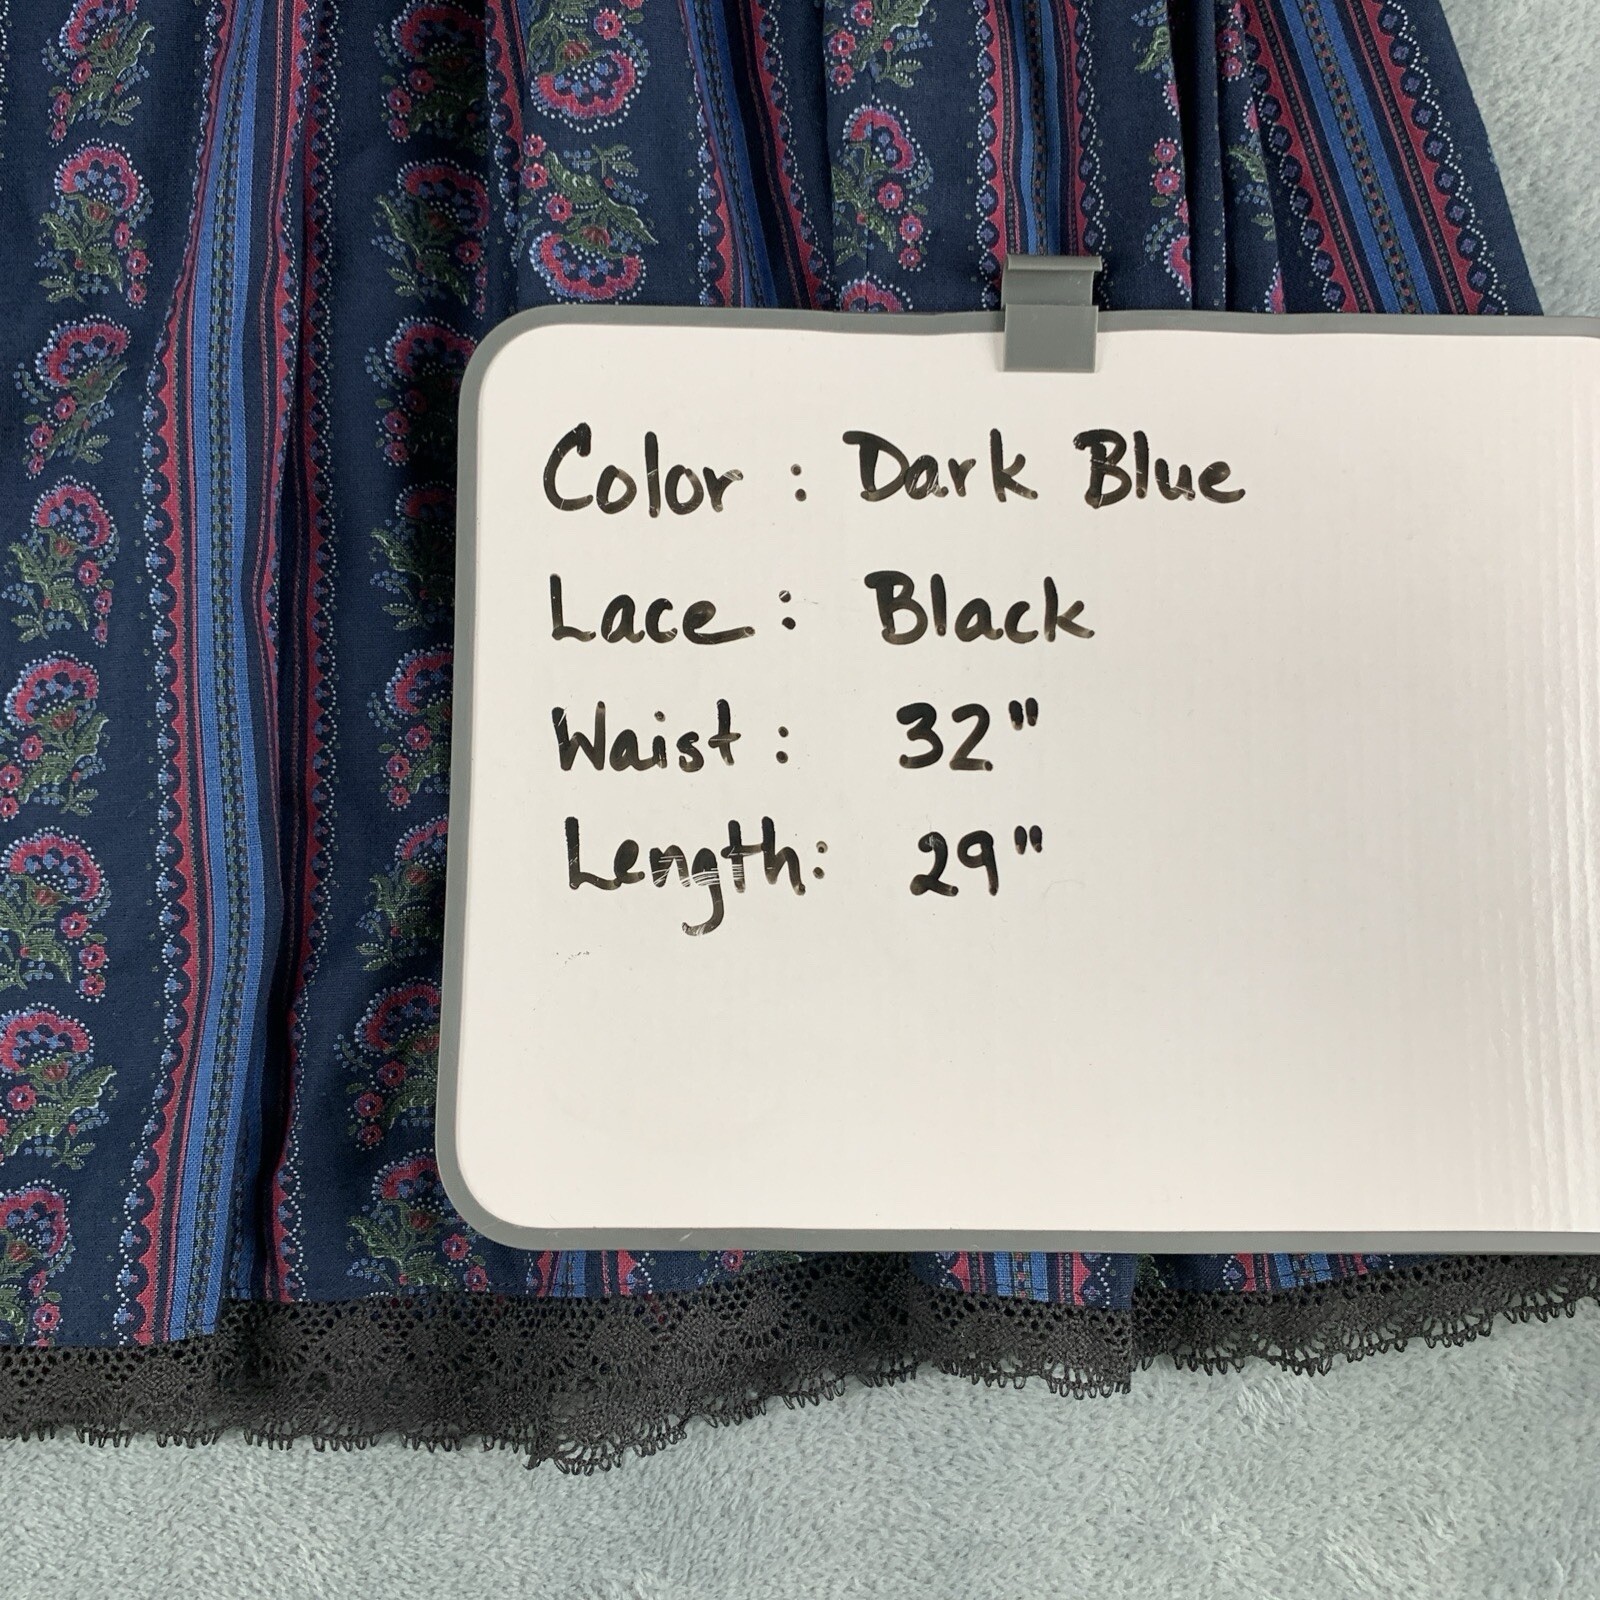 Color : Dark Blue
Lace : Black
Waist : 32"
Length: 29"